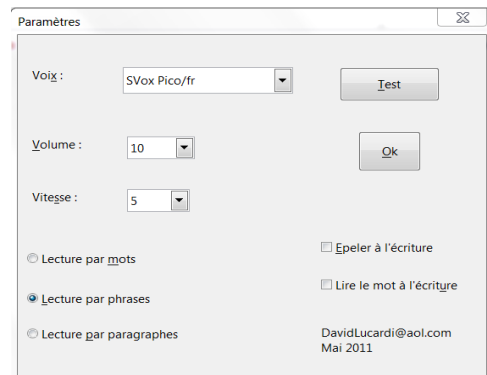 Paramètres
Voix :
SVox Pico/fr
Test
Volume :
10
Ok
Vitesse :
5
Epeler à l'écriture
Lecture par mots
Lire le mot à l'écriture
Lecture par phrases
Lecture par paragraphes
DavidLucardi@aol.com
Mai 2011